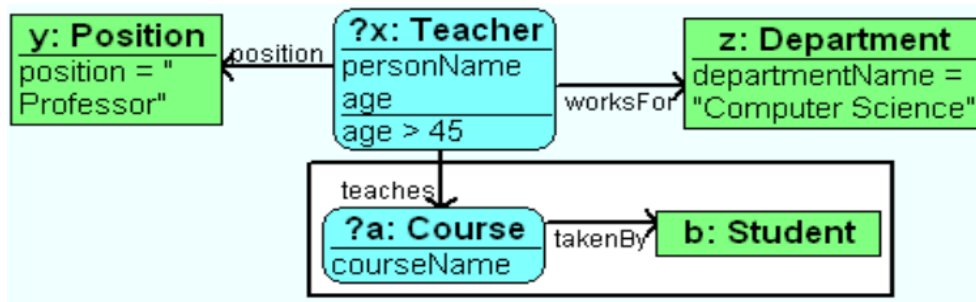 y: Position
position = "
Professor"
position
?x: Teacher
personName
age
age > 45
worksFor
z: Department
departmentName =
"Computer Science"
teaches
?a: Course
courseName
takenBy
b: Student